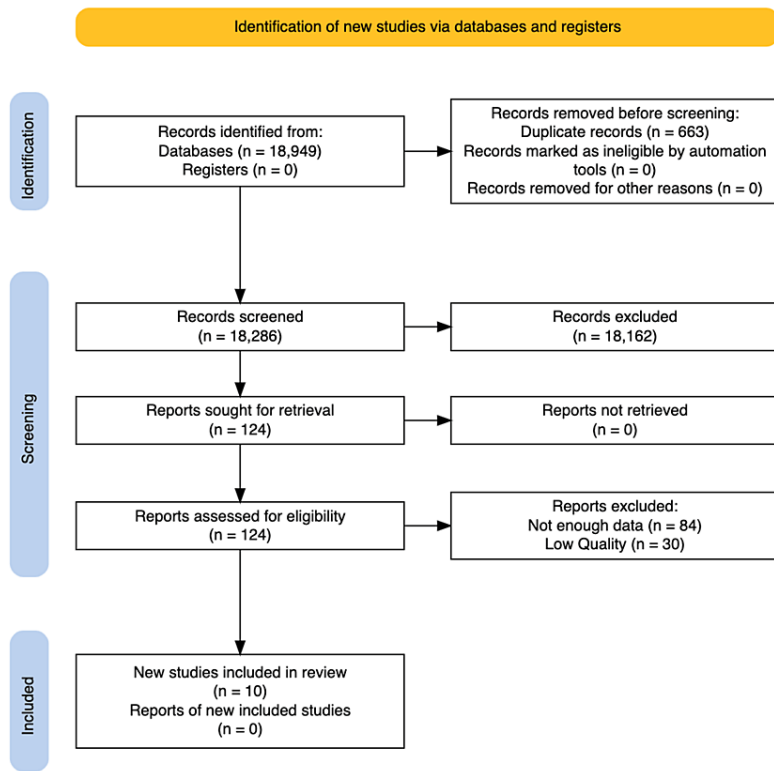 Identification of new studies via databases and registers
Identification
Records identified from:
Databases (n = 18,949)
Registers (n = 0)
Records removed before screening:
Duplicate records (n = 663)
Records marked as ineligible by automation
tools (n = 0)
Records removed for other reasons (n = 0)
Screening
Records screened
(n = 18,286)
Records excluded
(n = 18,162)
Reports sought for retrieval
(n = 124)
Reports not retrieved
(n = 0)
Reports assessed for eligibility
(n = 124)
Reports excluded:
Not enough data (n = 84)
Low Quality (n = 30)
Included
New studies included in review
(n = 10)
Reports of new included studies
(n = 0)